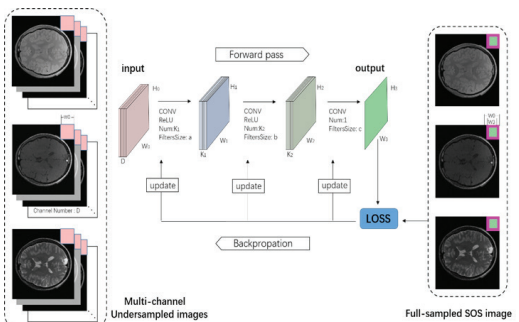 Forward pass
input
output
H₀
H₁
H₂
H₃
CONV
ReLU
Num:K₁
FiltersSize: a
CONV
ReLU
Num:K₂
FiltersSize: b
CONV
Num:1
FiltersSize: c
W₁
W₂
W₃
D
K₁
K₂
update
update
update
LOSS
Backpropation
Channel Number : D
Multi-channel
Undersampled images
Full-sampled SOS image